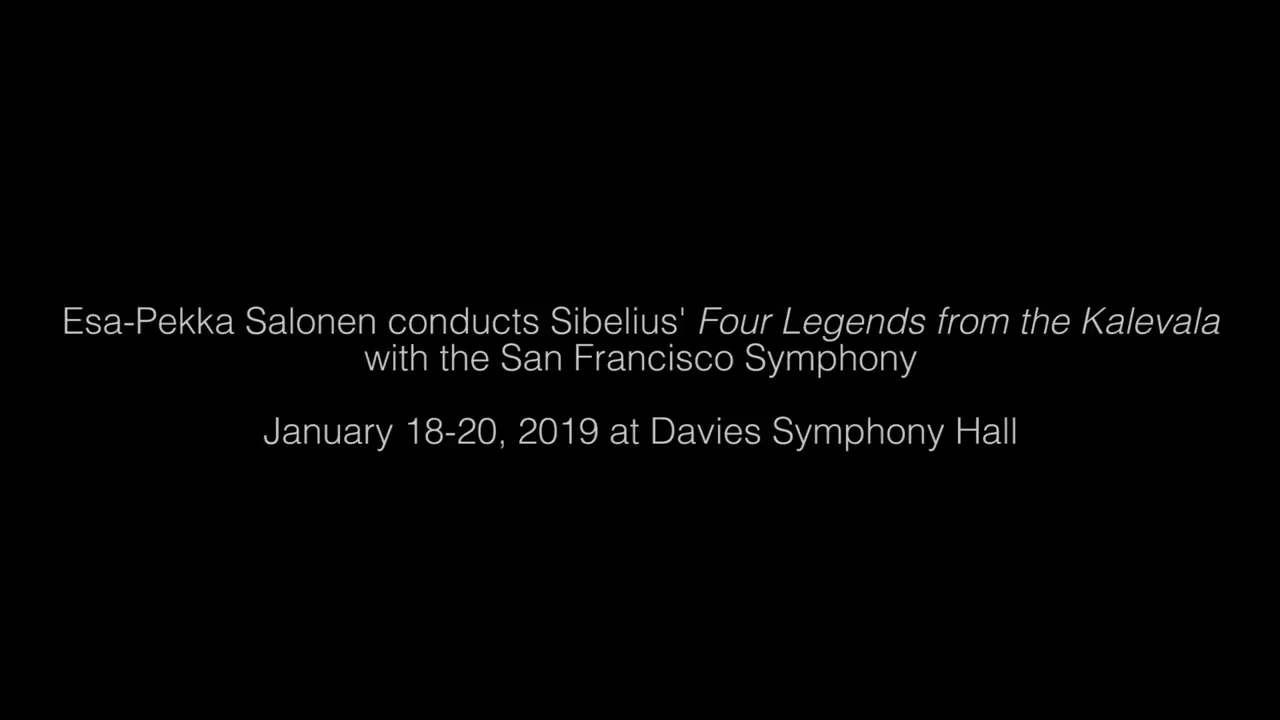 Esa-Pekka Salonen conducts Sibelius' Four Legends from the Kalevala
with the San Francisco Symphony
January 18-20, 2019 at Davies Symphony Hall